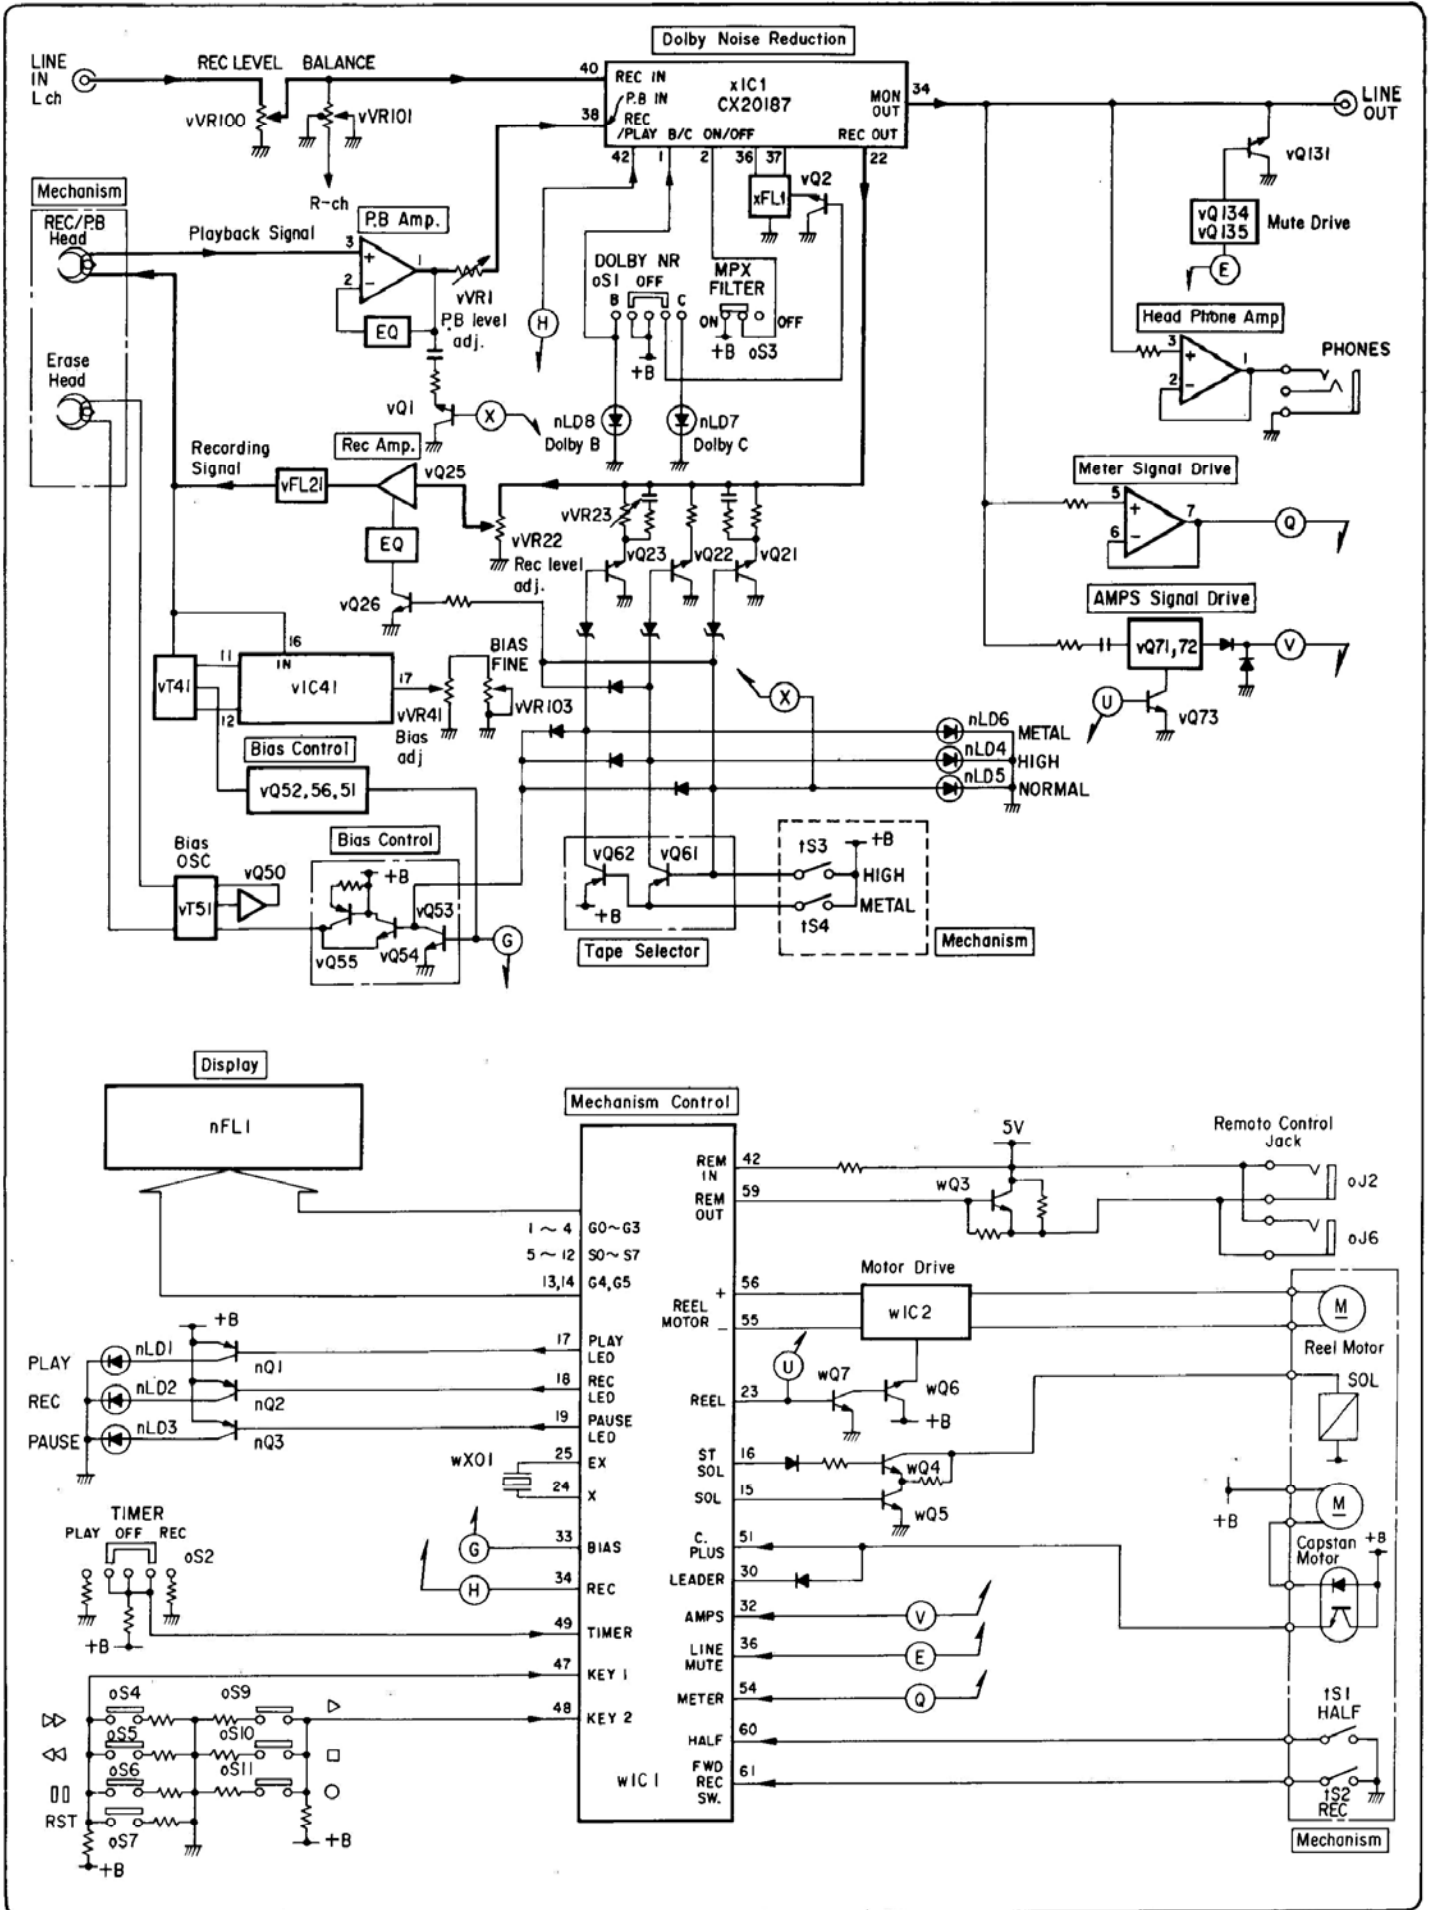 Dolby Noise Reduction
LINE
IN
L ch
REC LEVEL
BALANCE
vVR100
vVR101
R-ch
40
38
REC IN
P.B IN
REC
/PLAY
B/C
ON/OFF
xIC1
CX20187
MON
OUT
REC OUT
34
42
1
2
36
37
22
LINE
OUT
vQ131
vQ134
vQ135
Mute Drive
E
xFL1
vQ2
Mechanism
REC/P.B
Head
Playback Signal
P.B Amp.
3
+
2
-
1
EQ
vVR1
P.B level
adj.
H
DOLBY NR
oS1
OFF
B
C
+B
MPX
FILTER
ON
OFF
+B
oS3
Erase
Head
vQ1
X
nLD8
Dolby B
nLD7
Dolby C
Head Phone Amp
3
+
2
-
1
PHONES
Recording
Signal
Rec Amp.
vFL21
vQ25
EQ
vVR22
Rec level
adj.
vVR23
vQ23
vQ22
vQ21
vQ26
Meter Signal Drive
5
+
6
-
7
Q
AMPS Signal Drive
vQ71,72
V
U
vQ73
vT41
11
12
16
IN
vIC41
17
BIAS
FINE
vVR41
Bias
adj
vVR103
X
Bias Control
vQ52,56,51
nLD6
METAL
nLD4
HIGH
nLD5
NORMAL
Bias
OSC
vT51
vQ50
Bias Control
+B
vQ53
vQ55
vQ54
G
vQ62
vQ61
+B
Tape Selector
tS3
+B
HIGH
METAL
tS4
Mechanism
Display
nFL1
Mechanism Control
1 ～ 4
G0～G3
5 ～ 12
S0～S7
13,14
G4,G5
REM
IN
42
REM
OUT
59
5V
wQ3
Remoto Control
Jack
oJ2
oJ6
REEL
MOTOR
+
-
56
55
Motor Drive
wIC2
M
Reel Motor
+B
PLAY
nLD1
nQ1
17
PLAY
LED
REC
nLD2
nQ2
18
REC
LED
PAUSE
nLD3
nQ3
19
PAUSE
LED
REEL
23
U
wQ7
wQ6
+B
SOL
wX01
25
EX
24
X
ST
SOL
16
wQ4
SOL
15
wQ5
+B
M
Capstan
Motor
+B
TIMER
PLAY
OFF
REC
oS2
+B
G
33
BIAS
H
34
REC
49
TIMER
C.
PLUS
51
LEADER
30
AMPS
32
V
LINE
MUTE
36
E
METER
54
Q
47
KEY 1
48
KEY 2
oS4
oS9
oS5
oS10
oS6
oS11
RST
oS7
+B
+B
HALF
60
FWD
REC
SW.
61
wIC1
tS1
HALF
tS2
REC
Mechanism